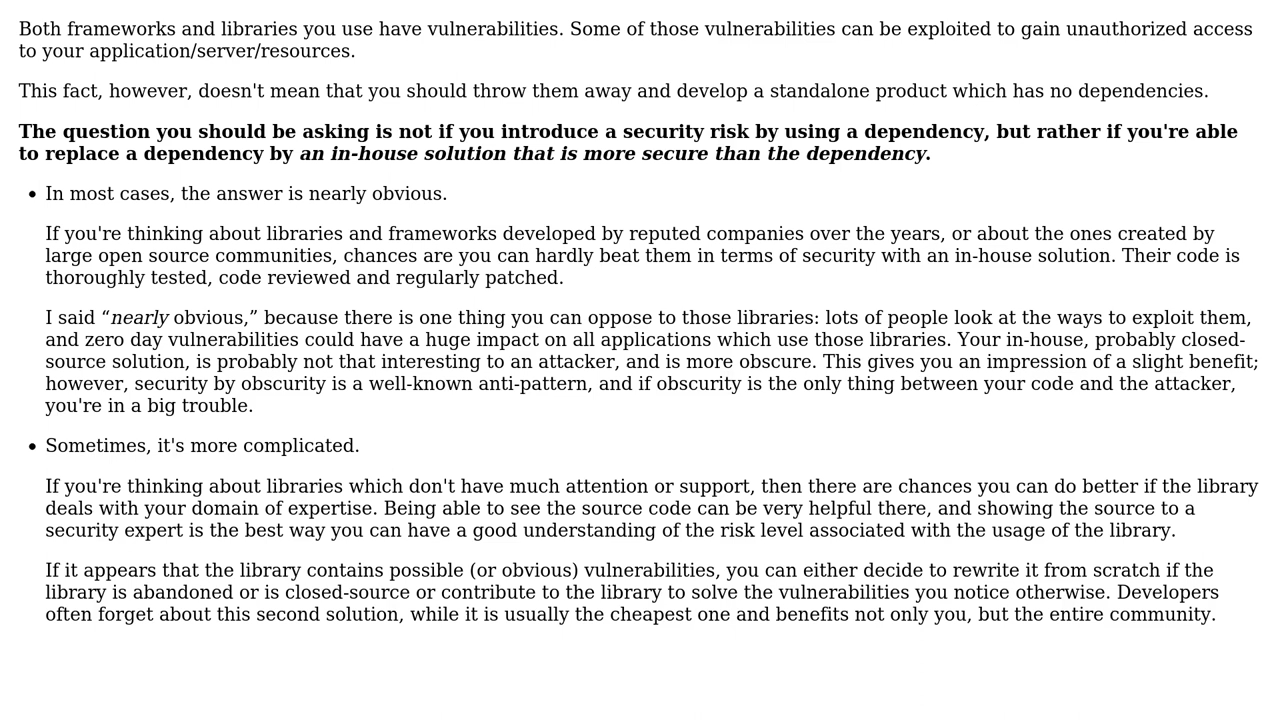 Both frameworks and libraries you use have vulnerabilities. Some of those vulnerabilities can be exploited to gain unauthorized access
to your application/server/resources.
This fact, however, doesn't mean that you should throw them away and develop a standalone product which has no dependencies.
The question you should be asking is not if you introduce a security risk by using a dependency, but rather if you're able
to replace a dependency by an in-house solution that is more secure than the dependency.
• In most cases, the answer is nearly obvious.
If you're thinking about libraries and frameworks developed by reputed companies over the years, or about the ones created by
large open source communities, chances are you can hardly beat them in terms of security with an in-house solution. Their code is
thoroughly tested, code reviewed and regularly patched.
I said “nearly obvious,” because there is one thing you can oppose to those libraries: lots of people look at the ways to exploit them,
and zero day vulnerabilities could have a huge impact on all applications which use those libraries. Your in-house, probably closed-
source solution, is probably not that interesting to an attacker, and is more obscure. This gives you an impression of a slight benefit;
however, security by obscurity is a well-known anti-pattern, and if obscurity is the only thing between your code and the attacker,
you're in a big trouble.
• Sometimes, it's more complicated.
If you're thinking about libraries which don't have much attention or support, then there are chances you can do better if the library
deals with your domain of expertise. Being able to see the source code can be very helpful there, and showing the source to a
security expert is the best way you can have a good understanding of the risk level associated with the usage of the library.
If it appears that the library contains possible (or obvious) vulnerabilities, you can either decide to rewrite it from scratch if the
library is abandoned or is closed-source or contribute to the library to solve the vulnerabilities you notice otherwise. Developers
often forget about this second solution, while it is usually the cheapest one and benefits not only you, but the entire community.